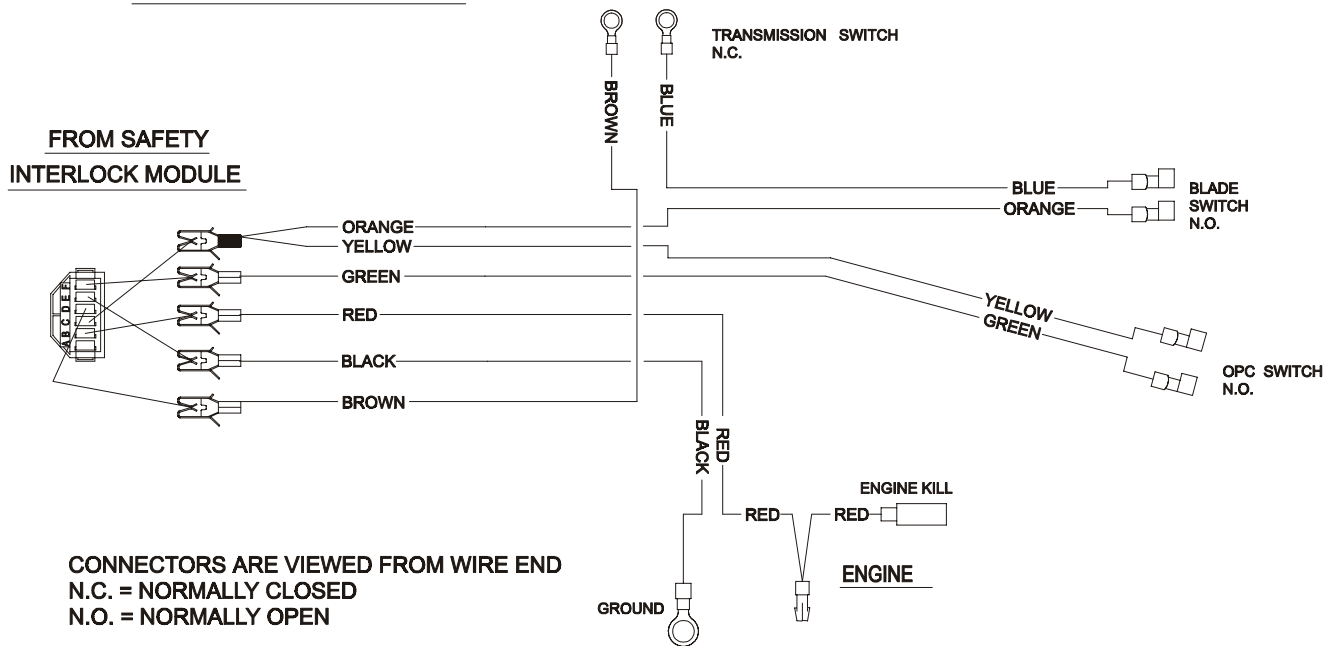 TRANSMISSION SWITCH
N.C.
BROWN
BLUE
FROM SAFETY
INTERLOCK MODULE
BLUE
ORANGE
BLADE
SWITCH
N.O.
ORANGE
YELLOW
GREEN
RED
BLACK
BROWN
A B C D E F
YELLOW
GREEN
OPC SWITCH
N.O.
BLACK
RED
ENGINE KILL
RED
RED
ENGINE
GROUND
CONNECTORS ARE VIEWED FROM WIRE END
N.C. = NORMALLY CLOSED
N.O. = NORMALLY OPEN